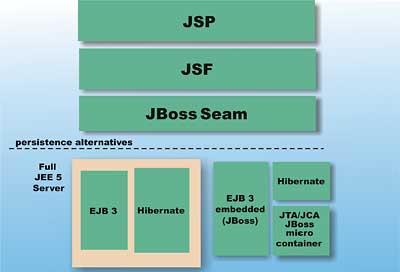 JSP
JSF
JBoss Seam
persistence alternatives
Full
JEE 5
Server
EJB 3
Hibernate
EJB 3
embedded
(JBoss)
Hibernate
JTA/JCA
JBoss
micro
container